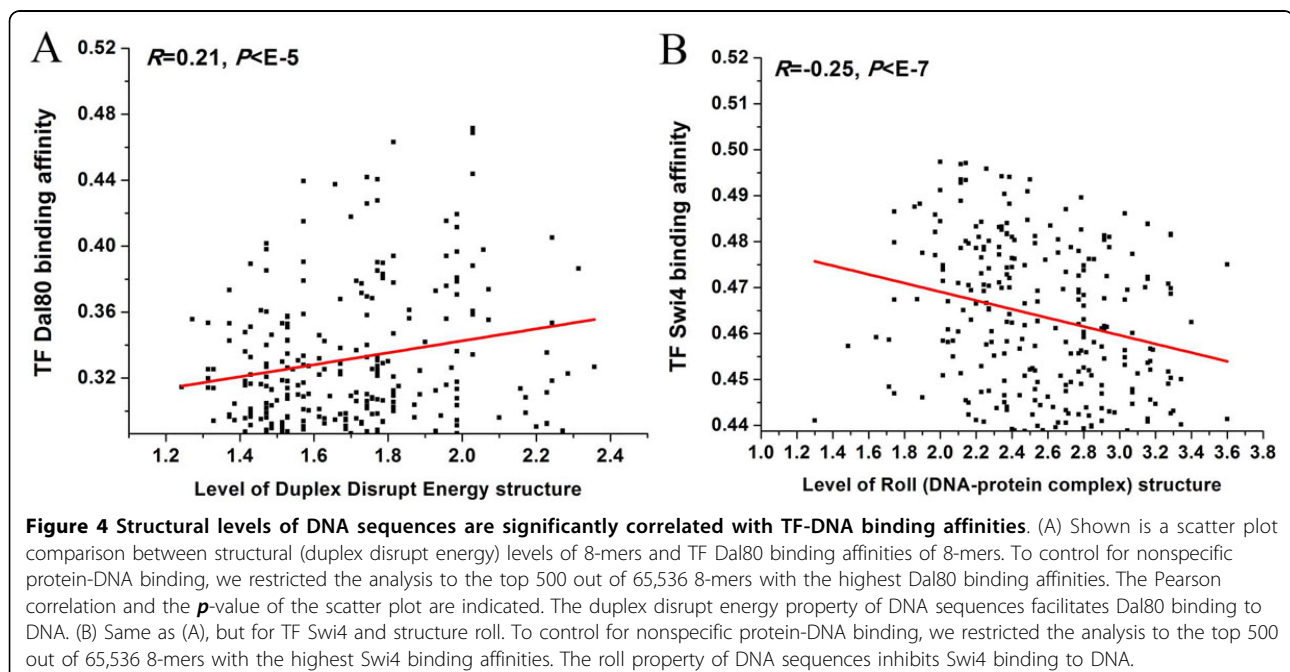 A
R=0.21, P<E-5
0.52
0.48
0.44
0.40
0.36
0.32
TF Dal80 binding affinity
1.4 1.6 1.8 2.0 2.2 2.4
Level of Duplex Disrupt Energy structure
B
R=-0.25, P<E-7
0.52
0.51
0.50
0.49
0.48
0.47
0.46
0.45
0.44
TF Swi4 binding affinity
1.0 1.2 1.4 1.6 1.8 2.0 2.2 2.4 2.6 2.8 3.0 3.2 3.4 3.6 3.8
Level of Roll (DNA-protein complex) structure
Figure 4 Structural levels of DNA sequences are significantly correlated with TF-DNA binding affinities. (A) Shown is a scatter plot
comparison between structural (duplex disrupt energy) levels of 8-mers and TF Dal80 binding affinities of 8-mers. To control for nonspecific
protein-DNA binding, we restricted the analysis to the top 500 out of 65,536 8-mers with the highest Dal80 binding affinities. The Pearson
correlation and the p-value of the scatter plot are indicated. The duplex disrupt energy property of DNA sequences facilitates Dal80 binding to
DNA. (B) Same as (A), but for TF Swi4 and structure roll. To control for nonspecific protein-DNA binding, we restricted the analysis to the top 500
out of 65,536 8-mers with the highest Swi4 binding affinities. The roll property of DNA sequences inhibits Swi4 binding to DNA.